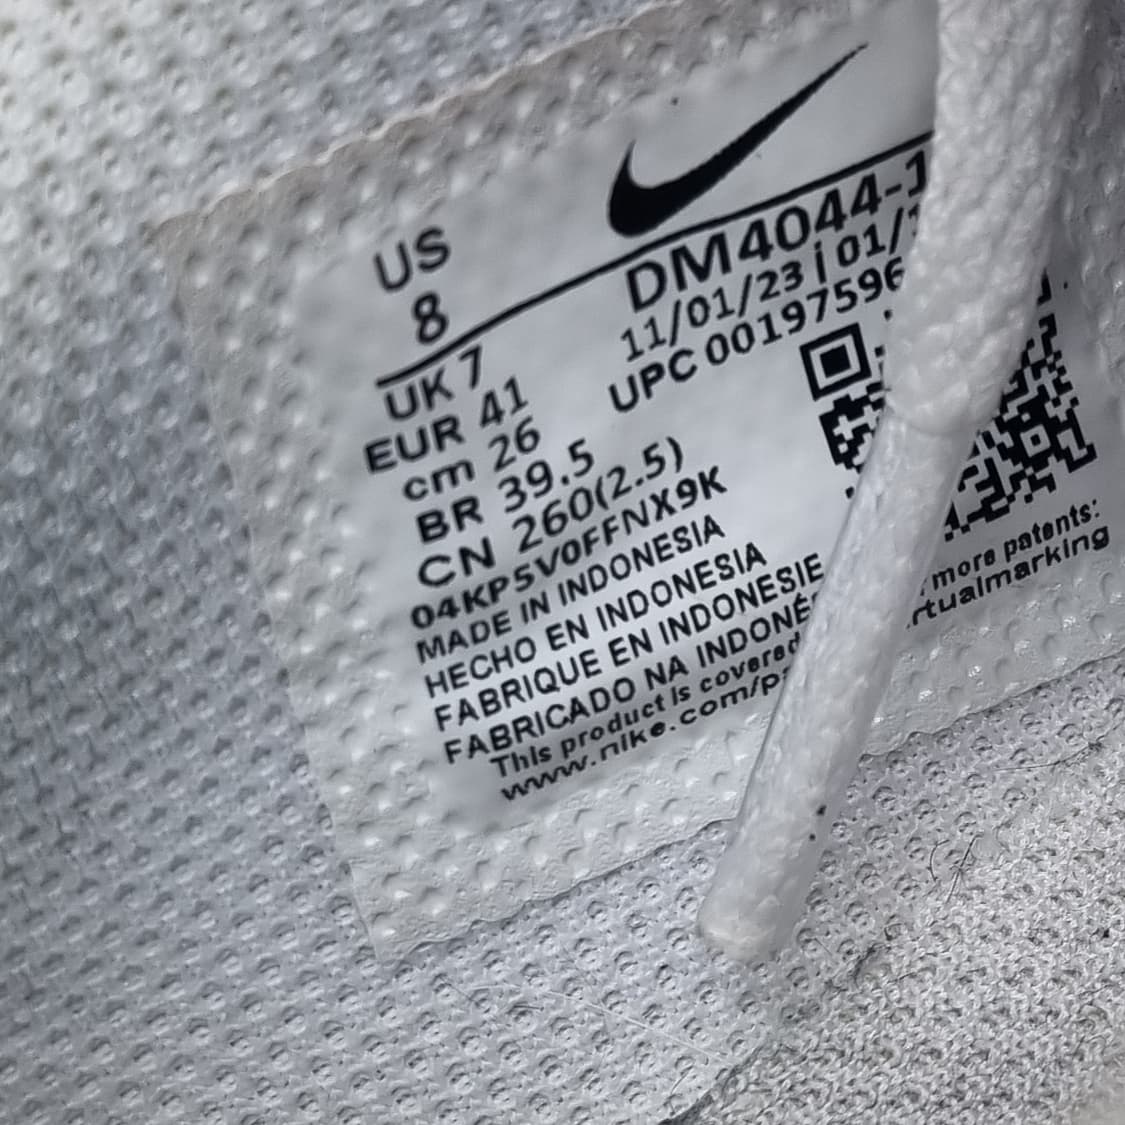 US
8
UK 7
EUR 41
cm 26
BR 39.5
CN 260(2.5)
04KP5V0FFNX9K
MADE IN INDONESIA
HECHO EN INDONESIA
FABRIQUE EN INDONESIE
FABRICADO NA INDONÉ
This product is covered
www.nike.com/p
DM4044-1
11/01/23 | 01/
UPC 00197596
more patents:
rtualmarking